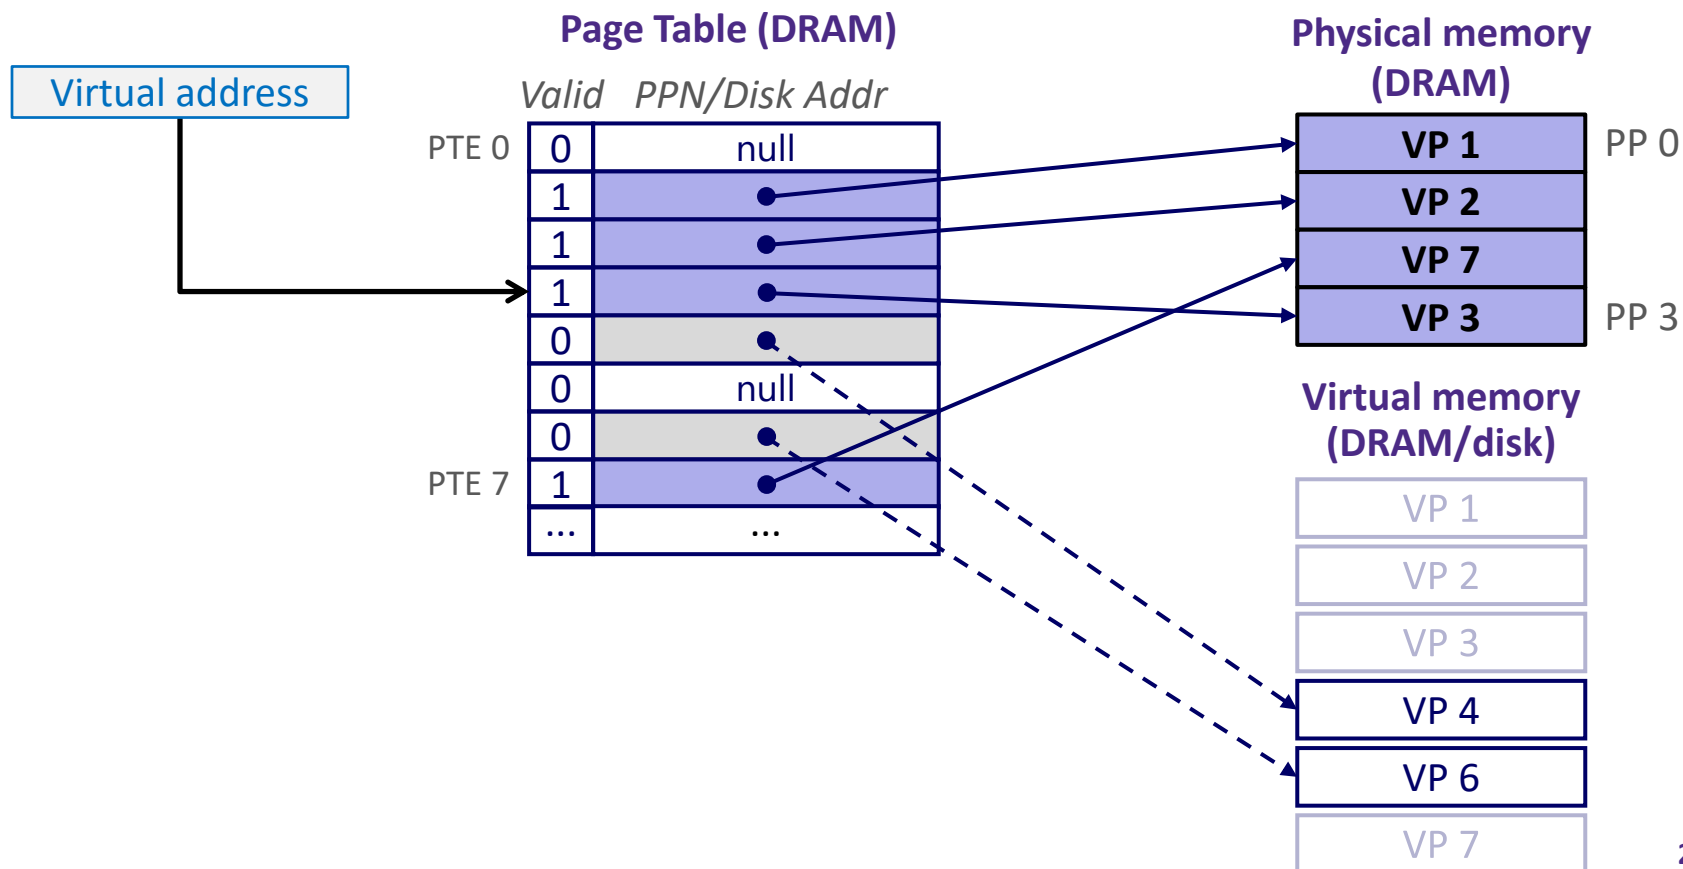 Page Table (DRAM)
Physical memory
(DRAM)
Virtual address
Valid PPN/Disk Addr
PTE 0 0 null
1
1
1
0
0 null
0
PTE 7 1
... ...
VP 1 PP 0
VP 2
VP 7
VP 3 PP 3
Virtual memory
(DRAM/disk)
VP 1
VP 2
VP 3
VP 4
VP 6
VP 7